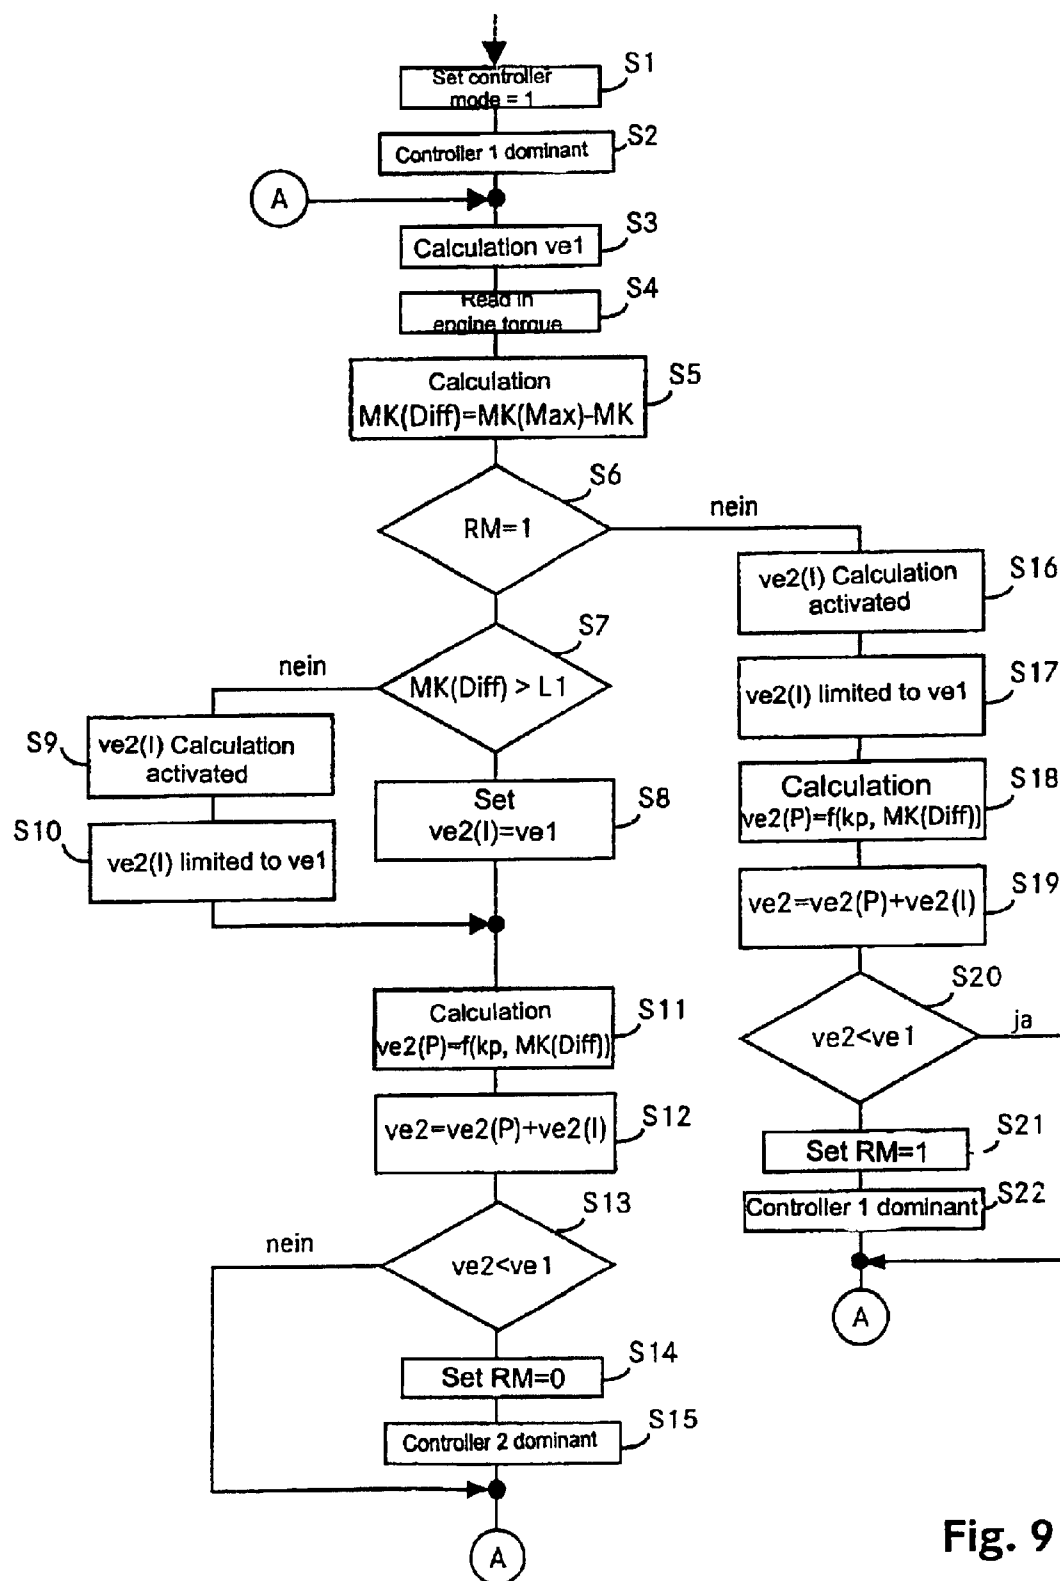 S1
Set controller
mode = 1
S2
Controller 1 dominant
A
S3
Calculation ve1
S4
Read in
engine torque
S5
Calculation
MK(Diff)=MK(Max)-MK
S6
RM=1
nein
S7
MK(Diff) > L1
nein
S9
ve2(I) Calculation
activated
S10
ve2(I) limited to ve1
S8
Set
ve2(I)=ve1
S11
Calculation
ve2(P)=f(kp, MK(Diff))
S12
ve2=ve2(P)+ve2(I)
S13
ve2<ve1
nein
S14
Set RM=0
S15
Controller 2 dominant
A
S16
ve2(I) Calculation
activated
S17
ve2(I) limited to ve1
S18
Calculation
ve2(P)=f(kp, MK(Diff))
S19
ve2=ve2(P)+ve2(I)
S20
ve2<ve1
ja
S21
Set RM=1
S22
Controller 1 dominant
A
Fig. 9